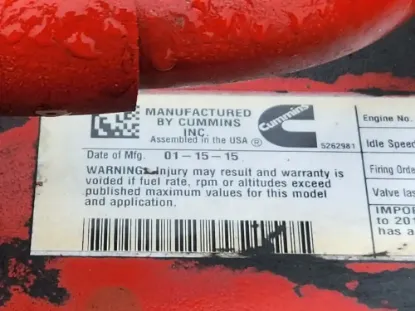 MANUFACTURED
BY CUMMINS
INC.
Assembled in the USA ®
Cummins
5262981
Date of Mfg. 01-15-15
WARNING: Injury may result and warranty is
voided if fuel rate, rpm or altitudes exceed
published maximum values for this model
and application.
Engine No.
Idle Speed
Firing Order
Valve las
IMPO
to 201
has a